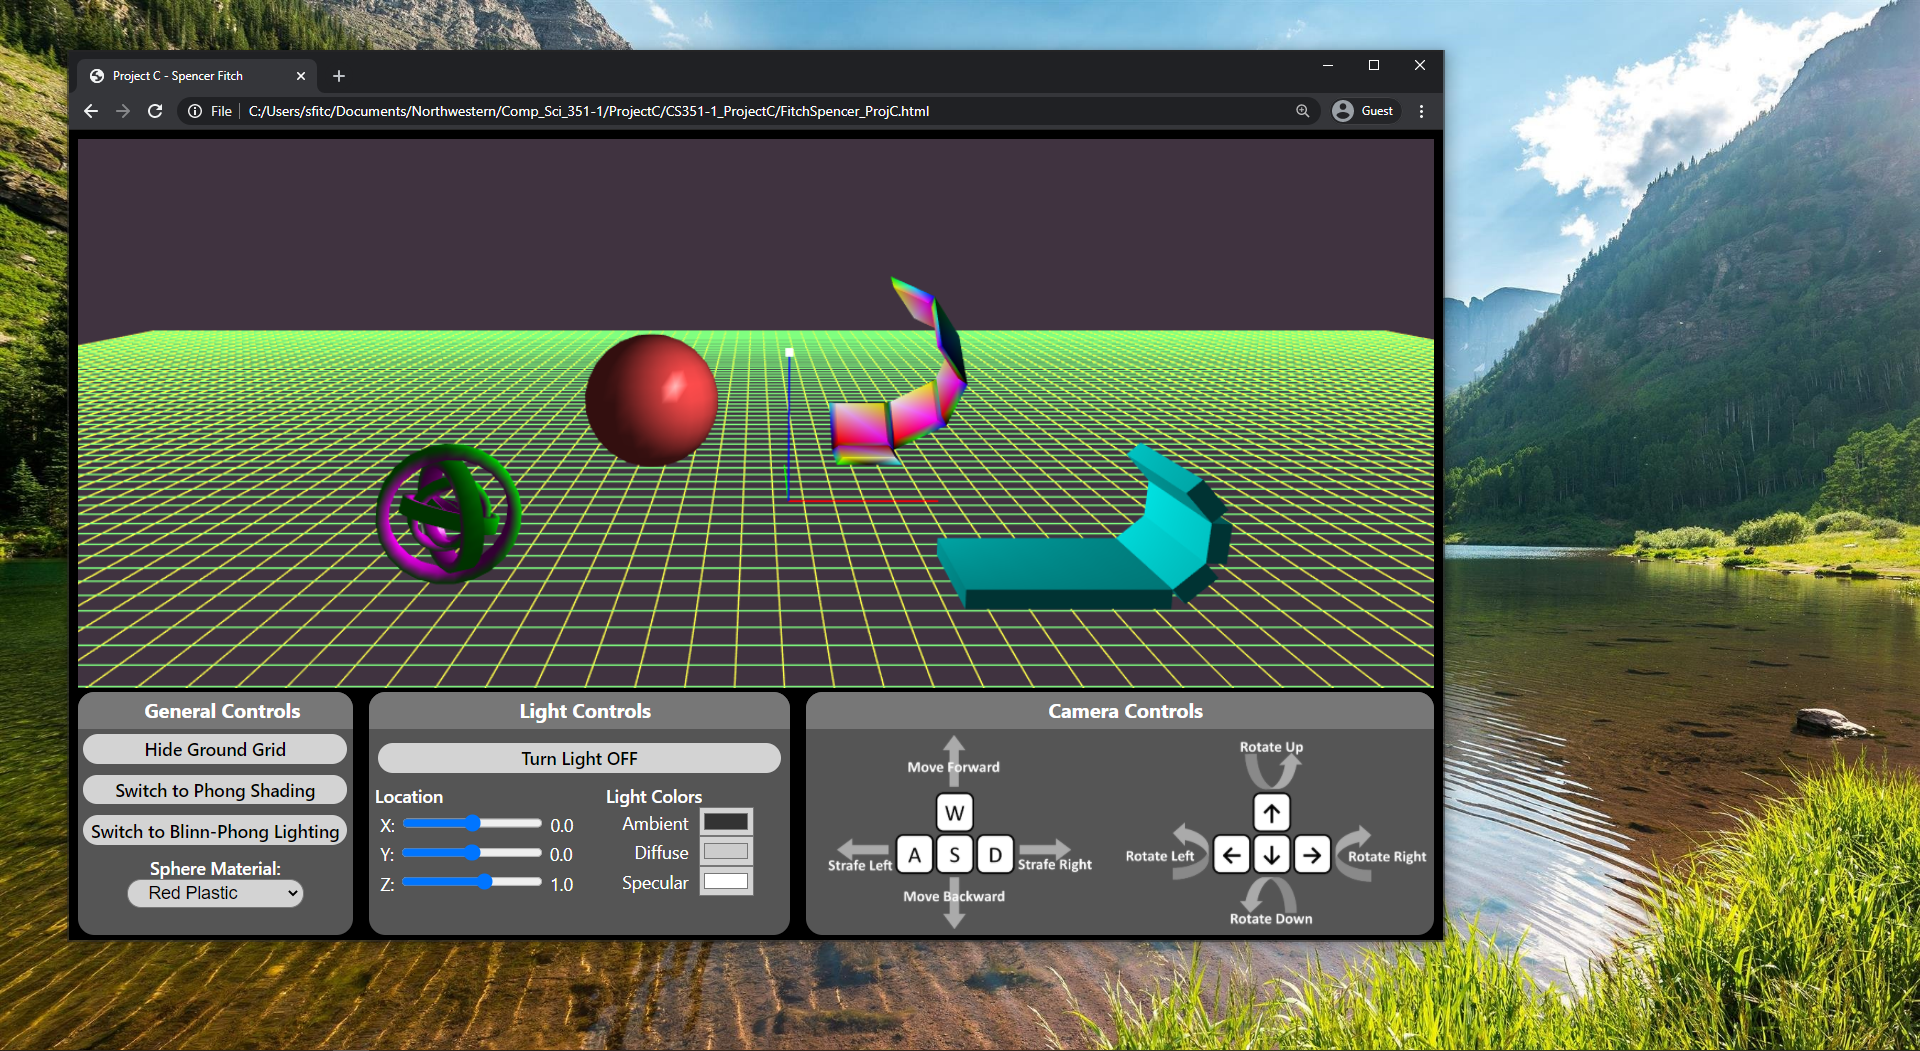 Project C - Spencer Fitch
File
C:/Users/sfitc/Documents/Northwestern/Comp_Sci_351-1/ProjectC/CS351-1_ProjectC/FitchSpencer_ProjC.html
Guest
General Controls
Hide Ground Grid
Switch to Phong Shading
Switch to Blinn-Phong Lighting
Sphere Material:
Red Plastic
Light Controls
Turn Light OFF
Location
X: 0.0
Y: 0.0
Z: 1.0
Light Colors
Ambient
Diffuse
Specular
Camera Controls
Move Forward
W
A S D
Strafe Left
Strafe Right
Move Backward
Rotate Up
↑
Rotate Left
← ↓ →
Rotate Right
Rotate Down